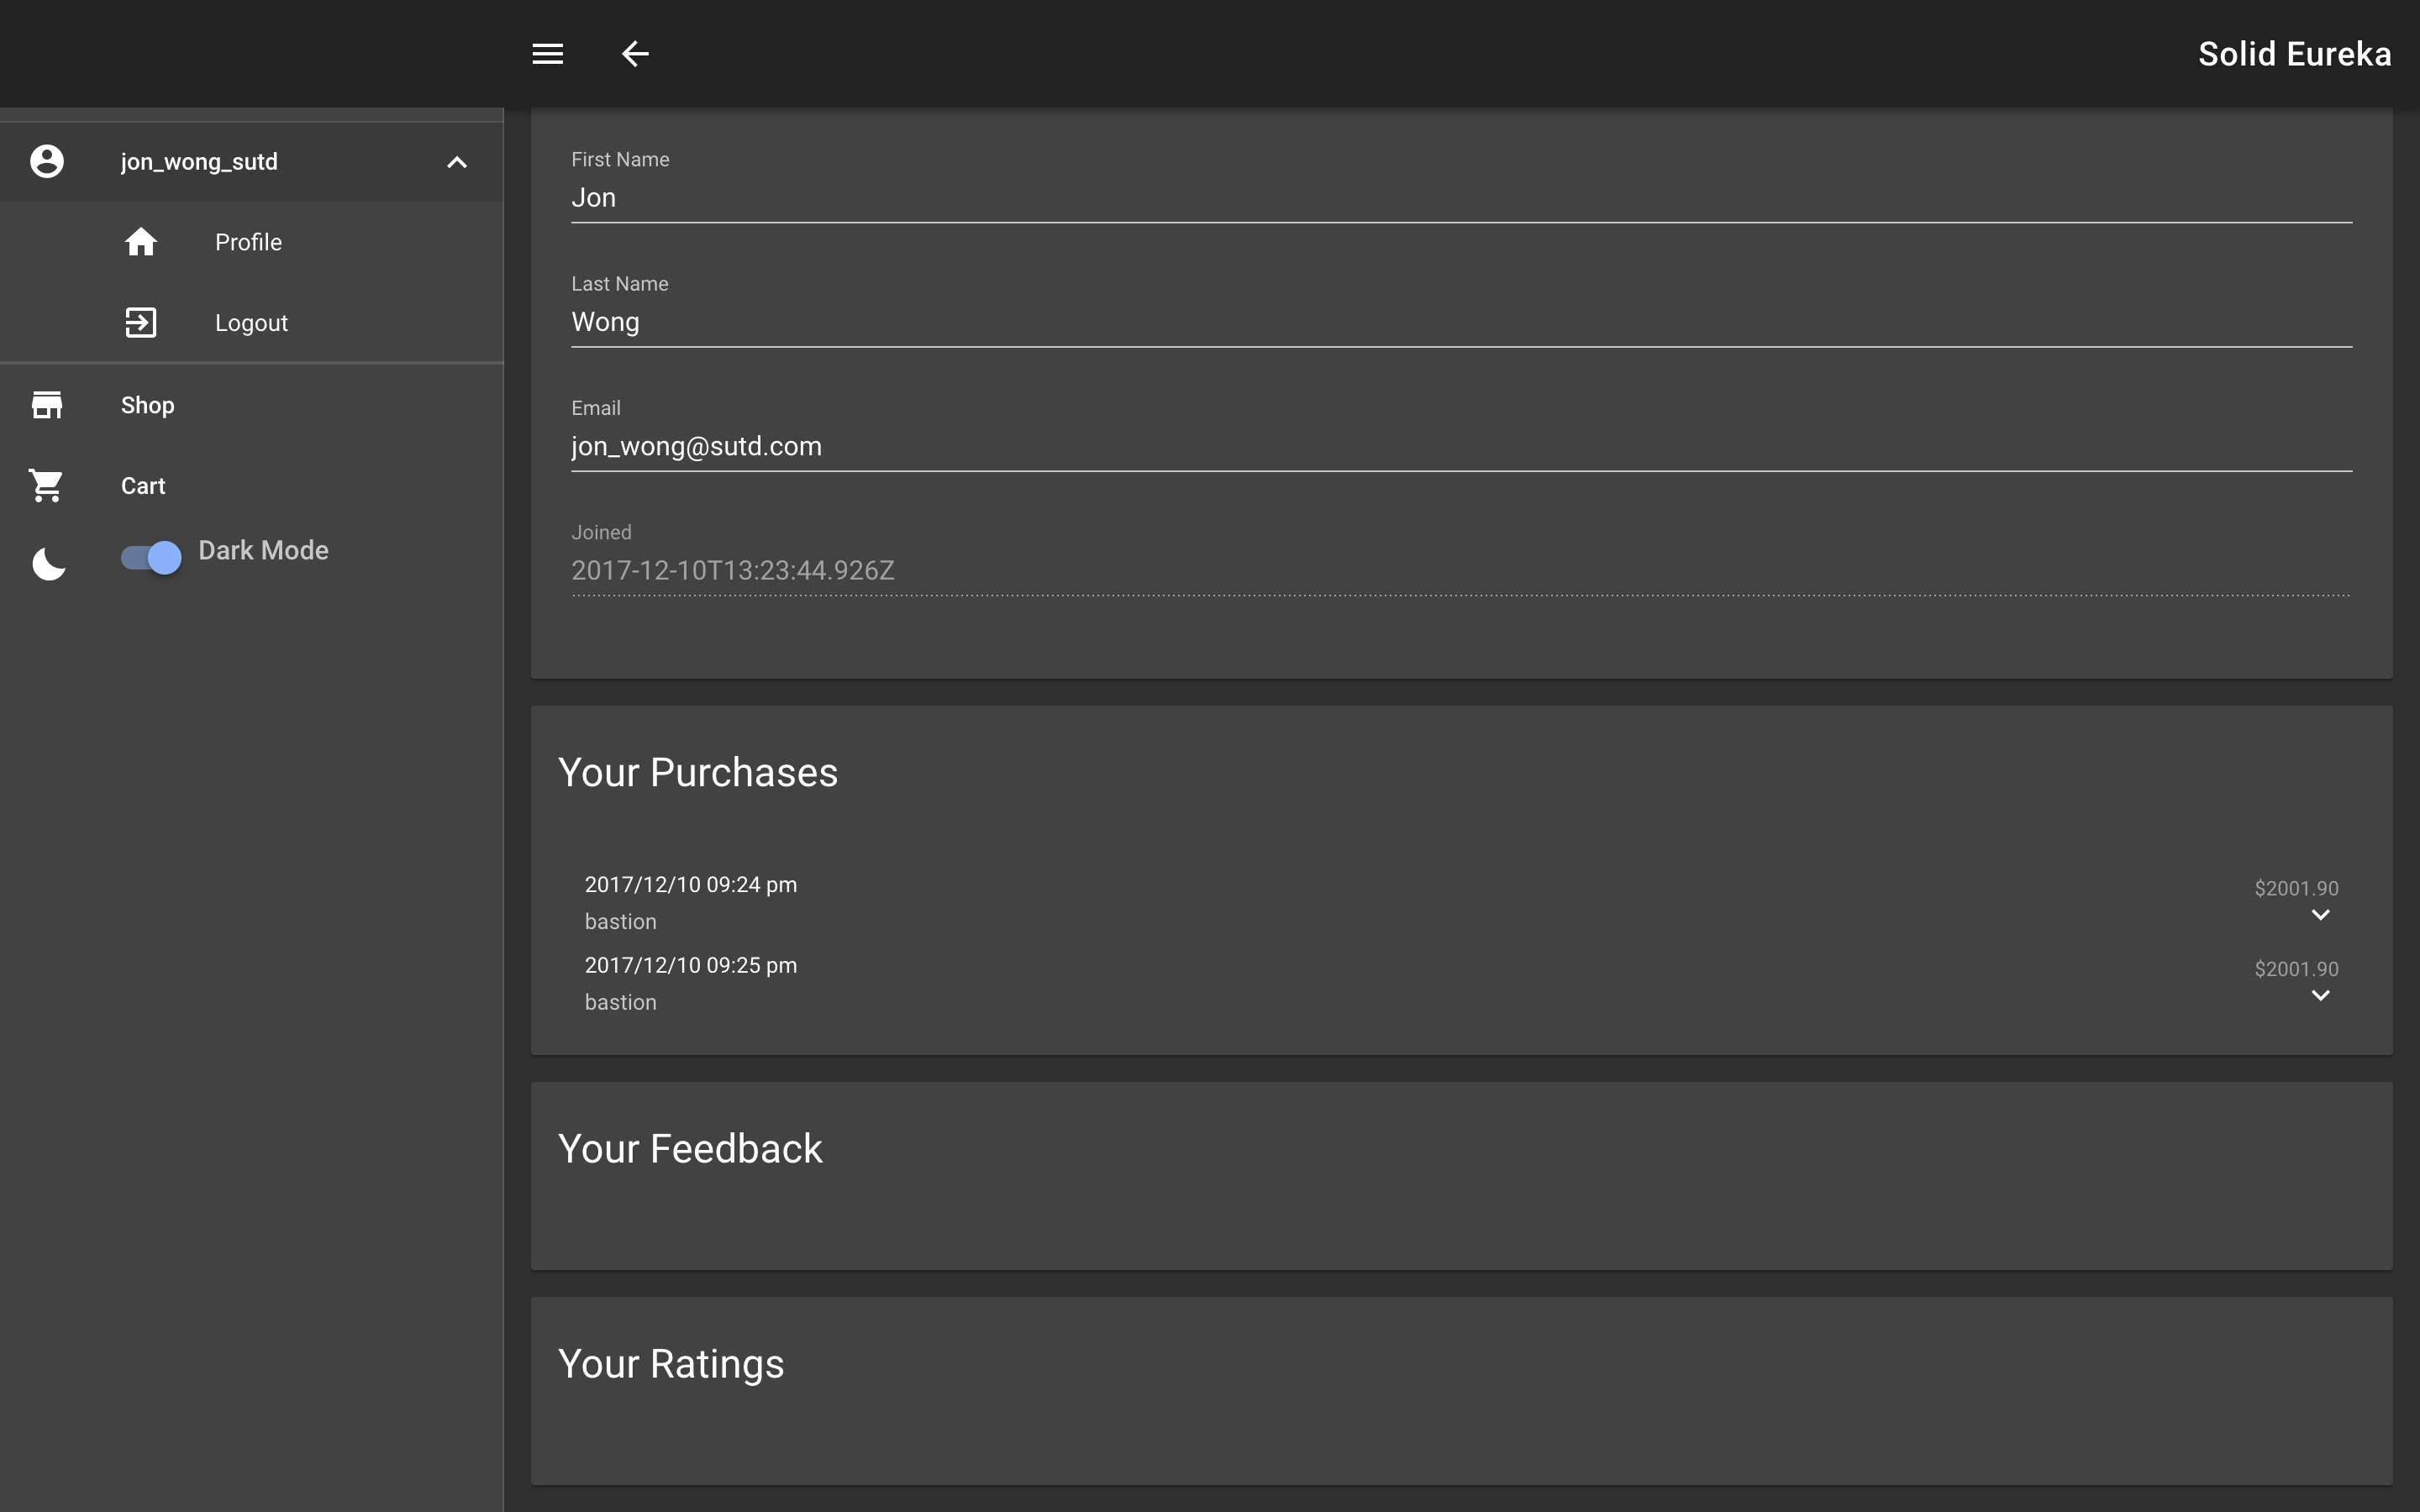 Solid Eureka
jon_wong_sutd
Profile
Logout
Shop
Cart
Dark Mode
First Name
Jon
Last Name
Wong
Email
jon_wong@sutd.com
Joined
2017-12-10T13:23:44.926Z
Your Purchases
2017/12/10 09:24 pm
$2001.90
bastion
2017/12/10 09:25 pm
$2001.90
bastion
Your Feedback
Your Ratings